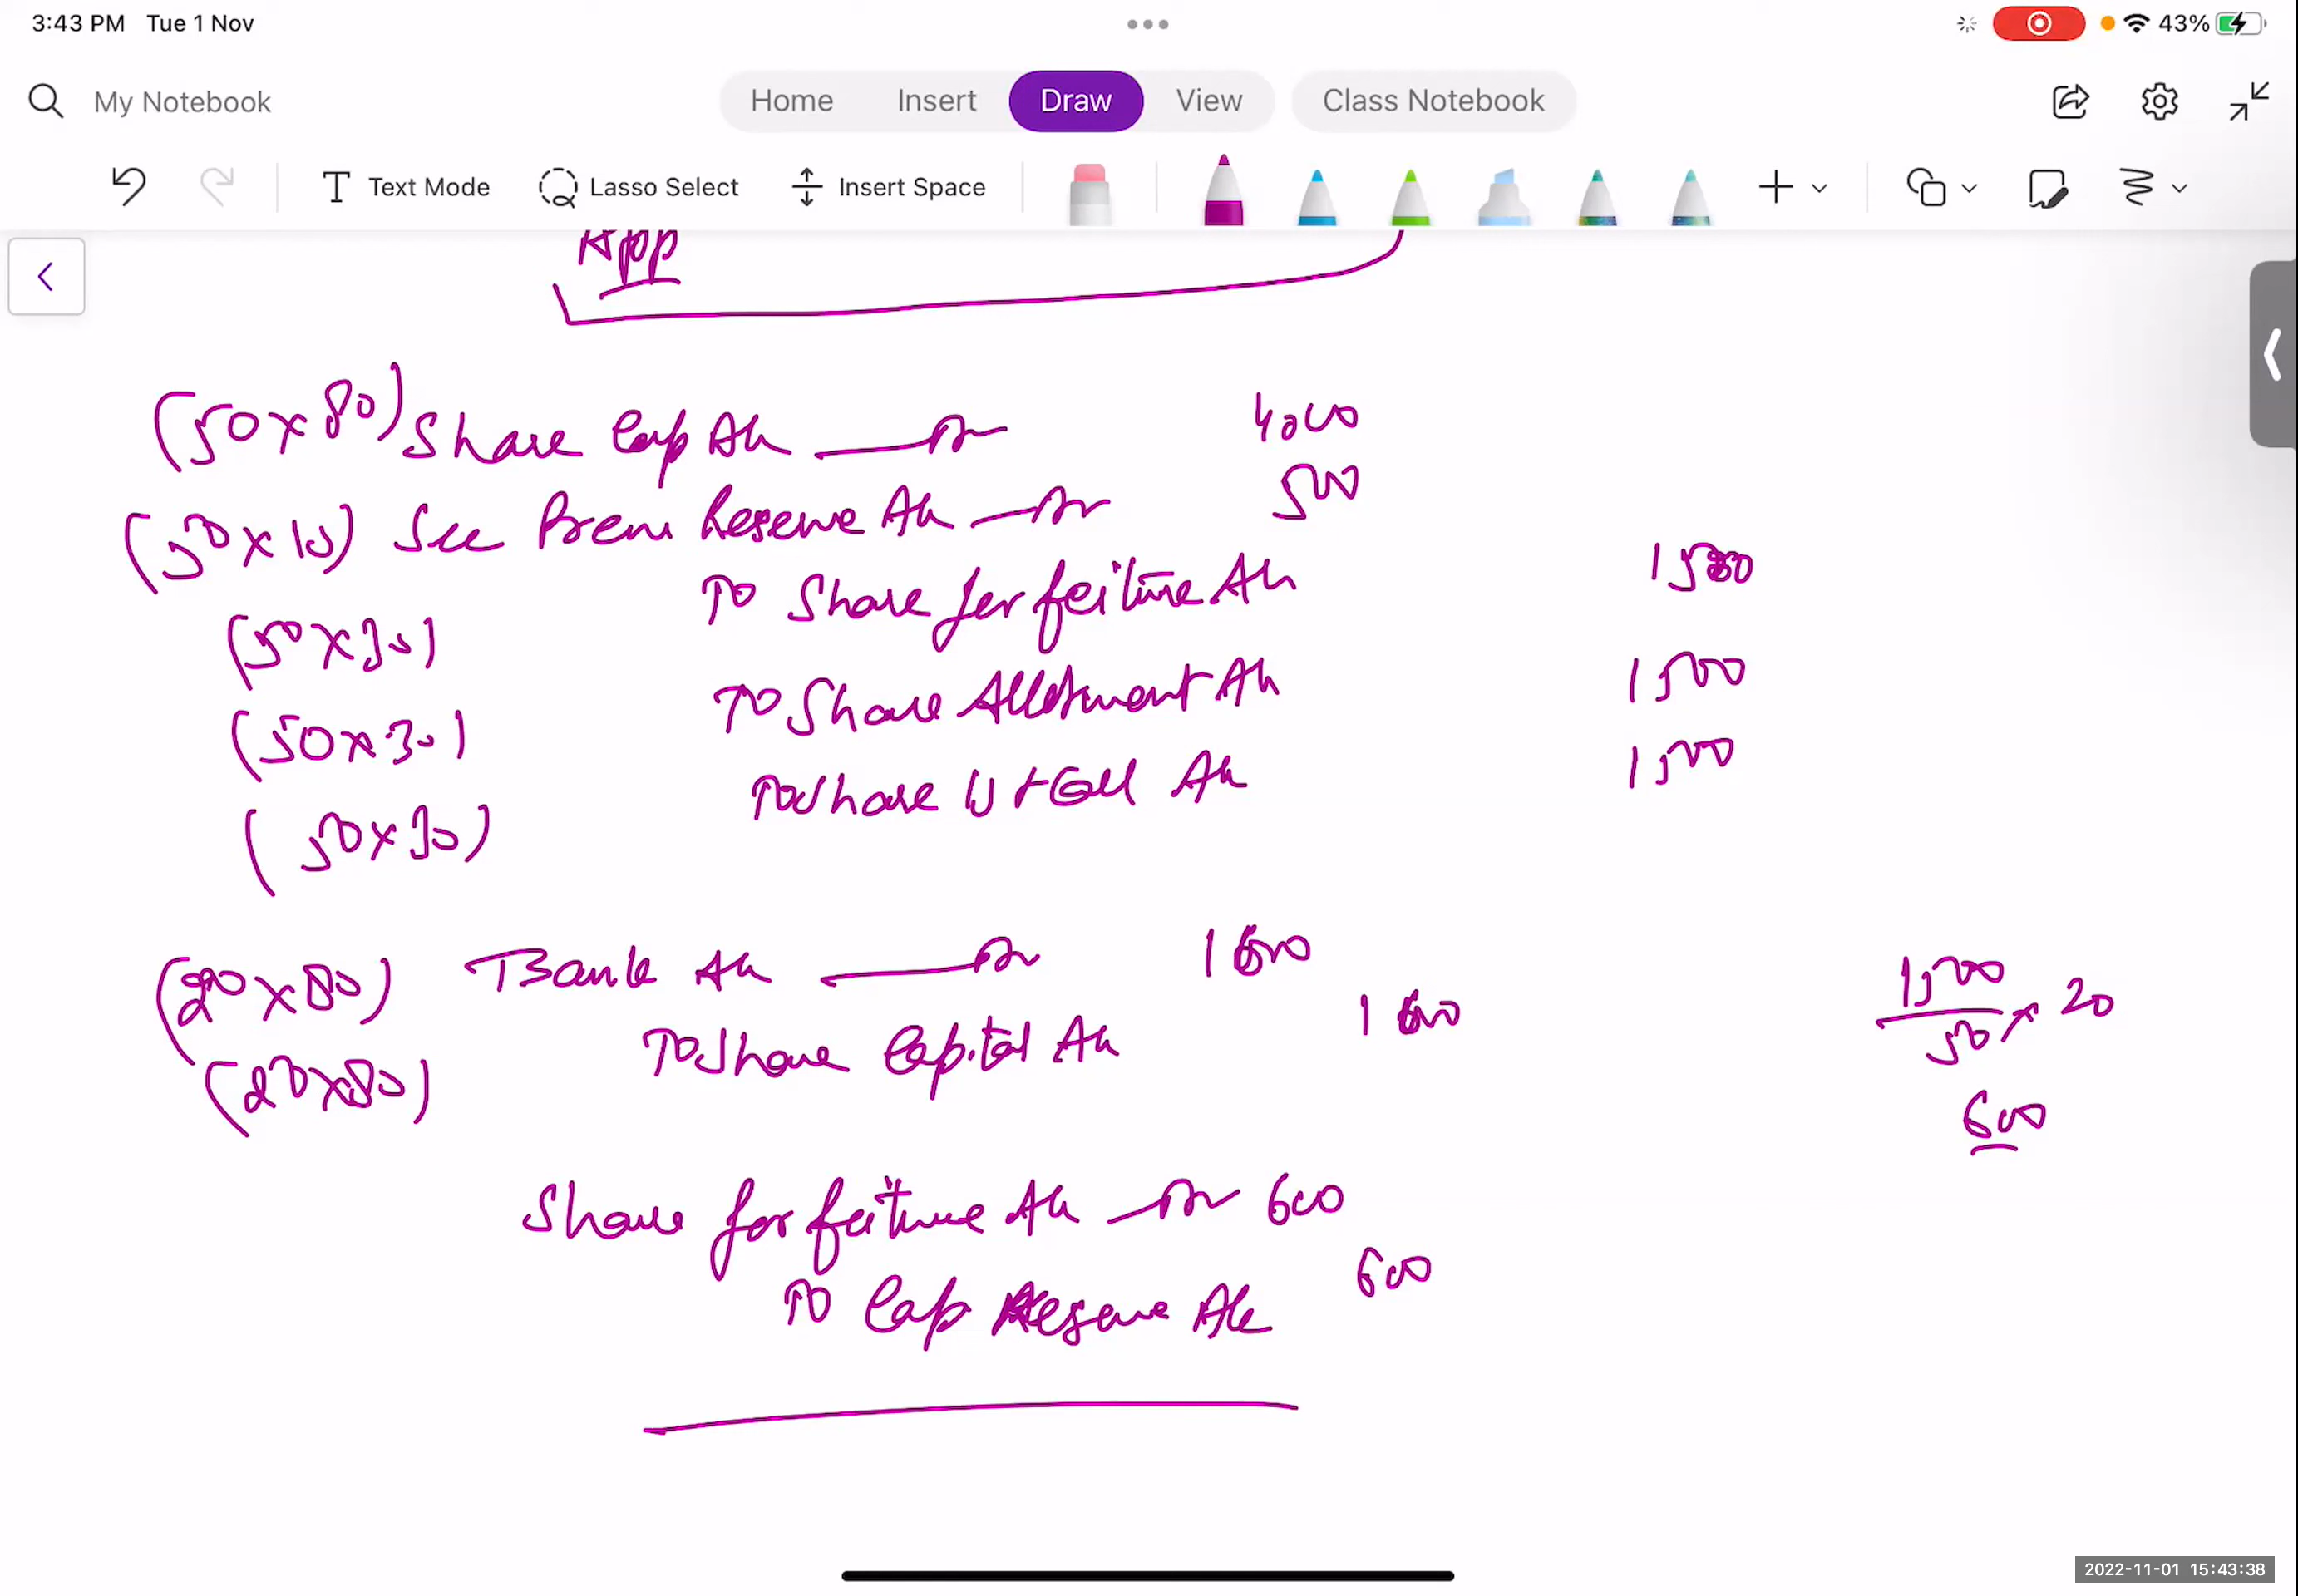 3:43 PM Tue 1 Nov
43%
My Notebook
Home Insert Draw View Class Notebook
Text Mode Lasso Select Insert Space
App
(50x80) Share Cap A/c Dr 4000
(50x10) Sec Prem Reserve A/c Dr 500
To Share forfeiture A/c 1500
(50x30)
To Share Allotment A/c 1500
(50x30)
To Share 1st Call A/c 1500
(50x30)
(20x80) Bank A/c Dr 1600
To Share Capital A/c 1600
(20x80)
1500
50 x 20
600
Share forfeiture A/c Dr 600
To Cap Reserve A/c 600
2022-11-01 15:43:38